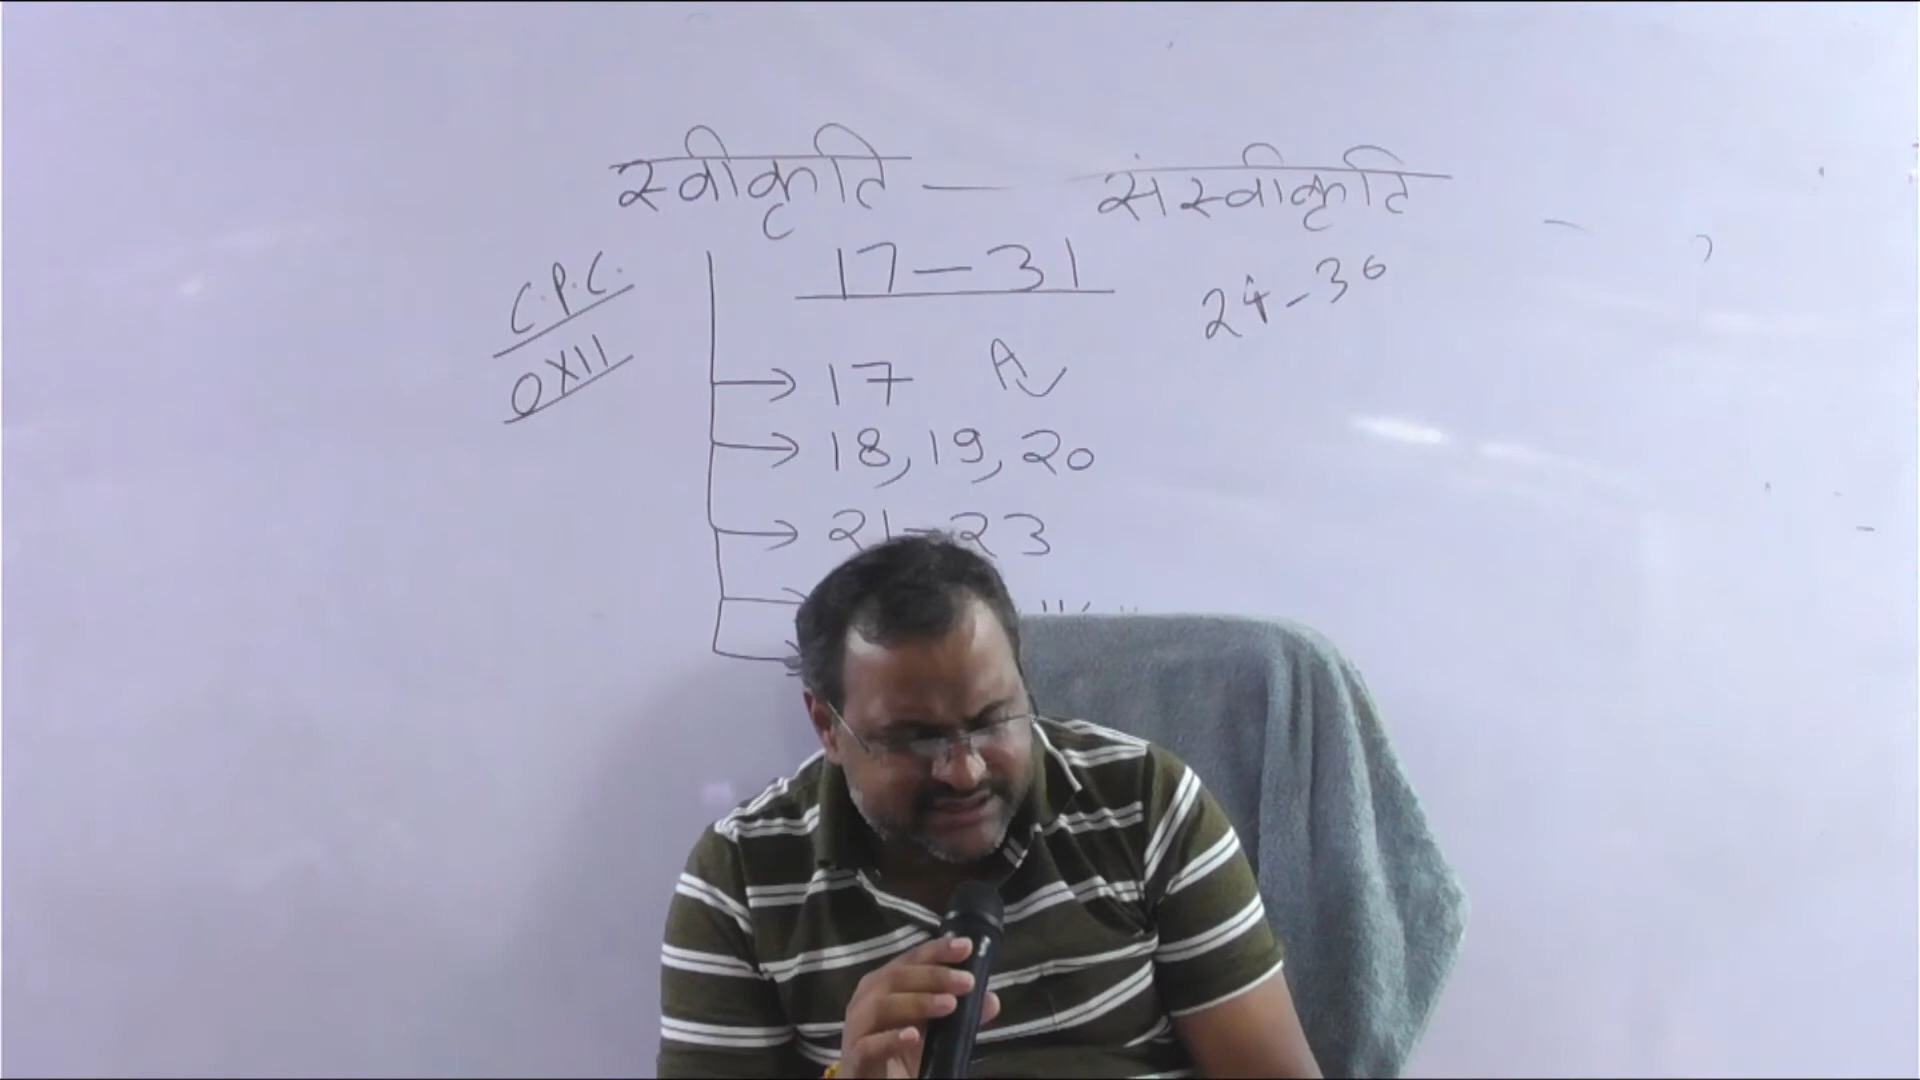 स्वीकृति — संस्वीकृति
17-31
24-30
C.P.C.
OXII
→ 17 A
→ 18, 19, 20
→ 21-23